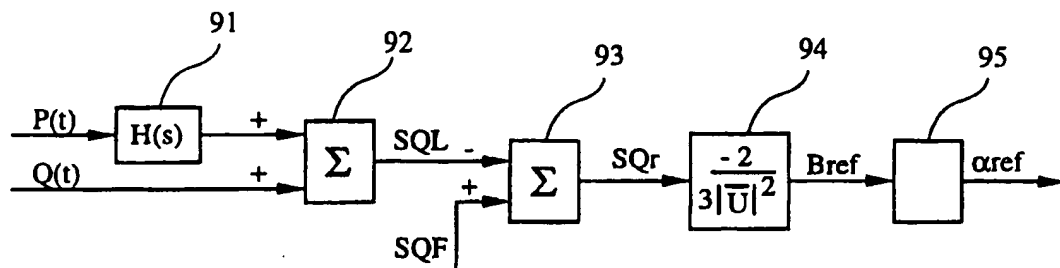 91
92
93
94
95
P(t)
H(s)
+
Q(t)
+
Σ
SQL
-
+
SQF
Σ
SQr
-2
3|U̅|²
Bref
αref